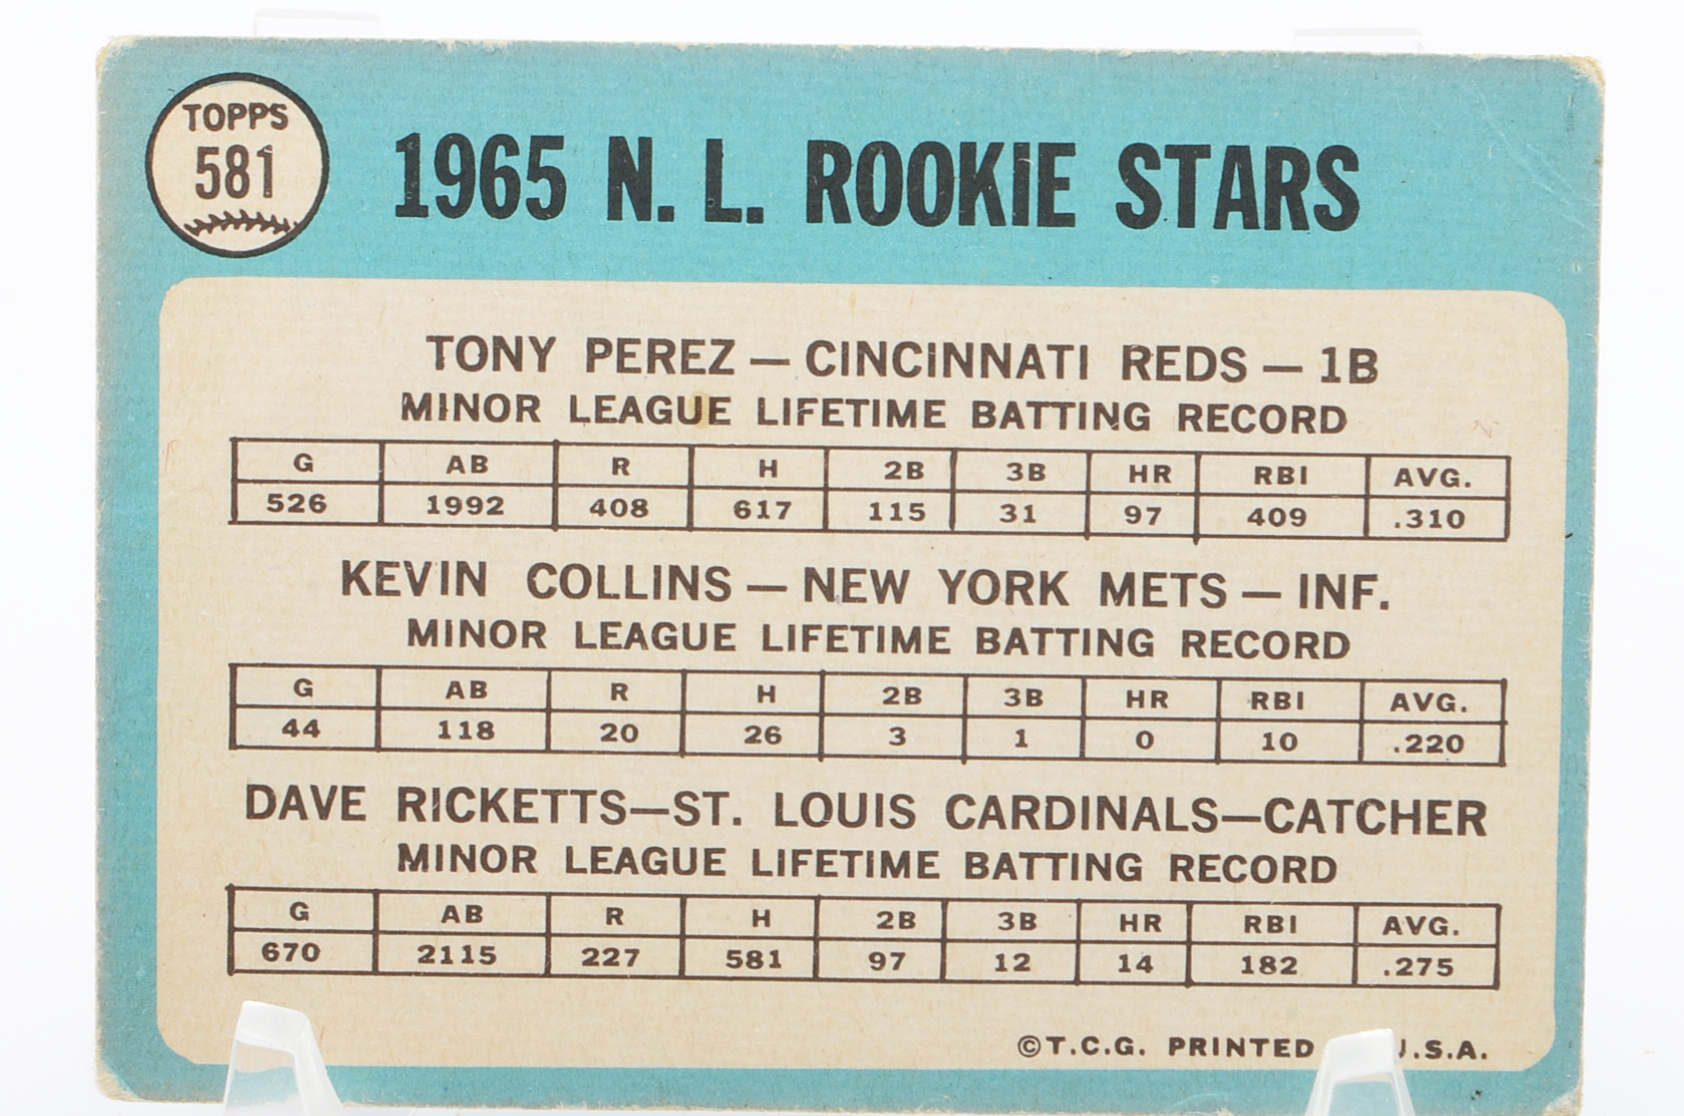 TOPPS
581
1965 N. L. ROOKIE STARS
TONY PEREZ — CINCINNATI REDS — 1B
MINOR LEAGUE LIFETIME BATTING RECORD
G AB R H 2B 3B HR RBI AVG.
526 1992 408 617 115 31 97 409 .310
KEVIN COLLINS — NEW YORK METS — INF.
MINOR LEAGUE LIFETIME BATTING RECORD
G AB R H 2B 3B HR RBI AVG.
44 118 20 26 3 1 0 10 .220
DAVE RICKETTS—ST. LOUIS CARDINALS—CATCHER
MINOR LEAGUE LIFETIME BATTING RECORD
G AB R H 2B 3B HR RBI AVG.
670 2115 227 581 97 12 14 182 .275
©T.C.G. PRINTED U.S.A.